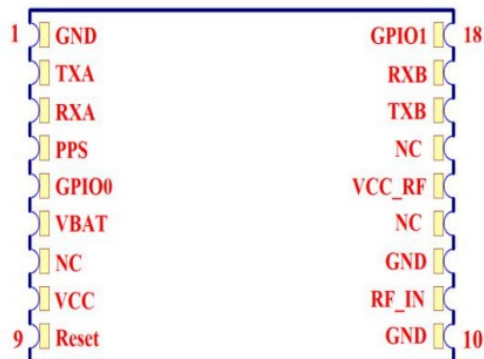 1 GND GPIO1 18
TXA RXB
RXA TXB
PPS NC
GPIO0 VCC_RF
VBAT NC
NC GND
VCC RF_IN
9 Reset GND 10